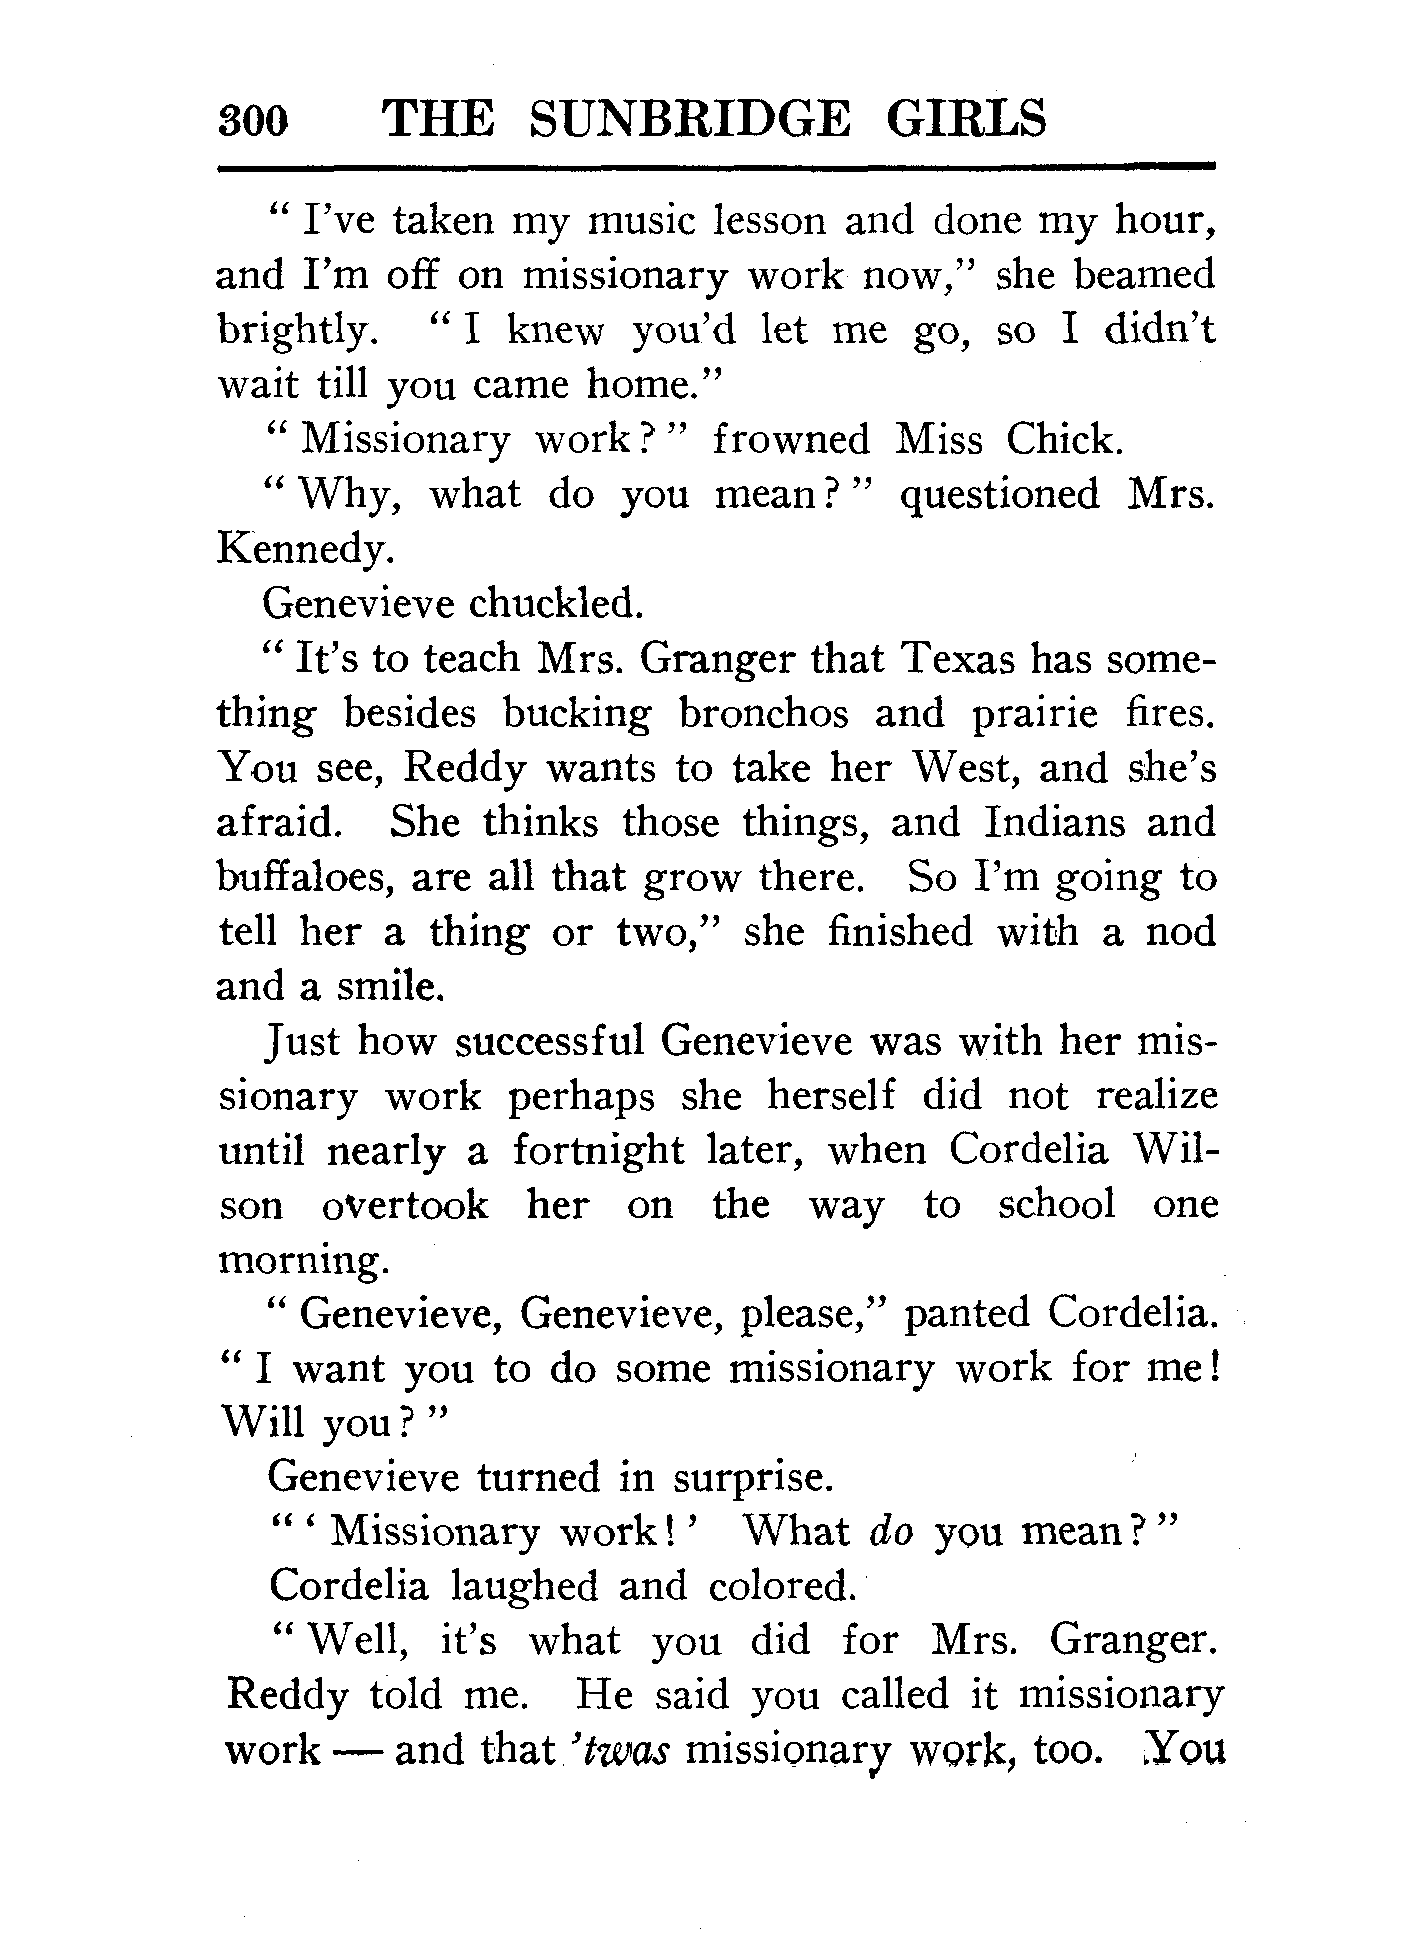 300 THE SUNBRIDGE GIRLS
“ I've taken my music lesson and done my hour,
and I'm off on missionary work now,” she beamed
brightly. “ I knew you'd let me go, so I didn't
wait till you came home.”
“ Missionary work? ” frowned Miss Chick.
“ Why, what do you mean? ” questioned Mrs.
Kennedy.
Genevieve chuckled.
“ It's to teach Mrs. Granger that Texas has some-
thing besides bucking bronchos and prairie fires.
You see, Reddy wants to take her West, and she's
afraid. She thinks those things, and Indians and
buffaloes, are all that grow there. So I'm going to
tell her a thing or two,” she finished with a nod
and a smile.
Just how successful Genevieve was with her mis-
sionary work perhaps she herself did not realize
until nearly a fortnight later, when Cordelia Wil-
son overtook her on the way to school one
morning.
“ Genevieve, Genevieve, please,” panted Cordelia.
“ I want you to do some missionary work for me!
Will you? ”
Genevieve turned in surprise.
“ ‘ Missionary work! ’ What do you mean? ”
Cordelia laughed and colored.
“ Well, it's what you did for Mrs. Granger.
Reddy told me. He said you called it missionary
work — and that 'twas missionary work, too. You